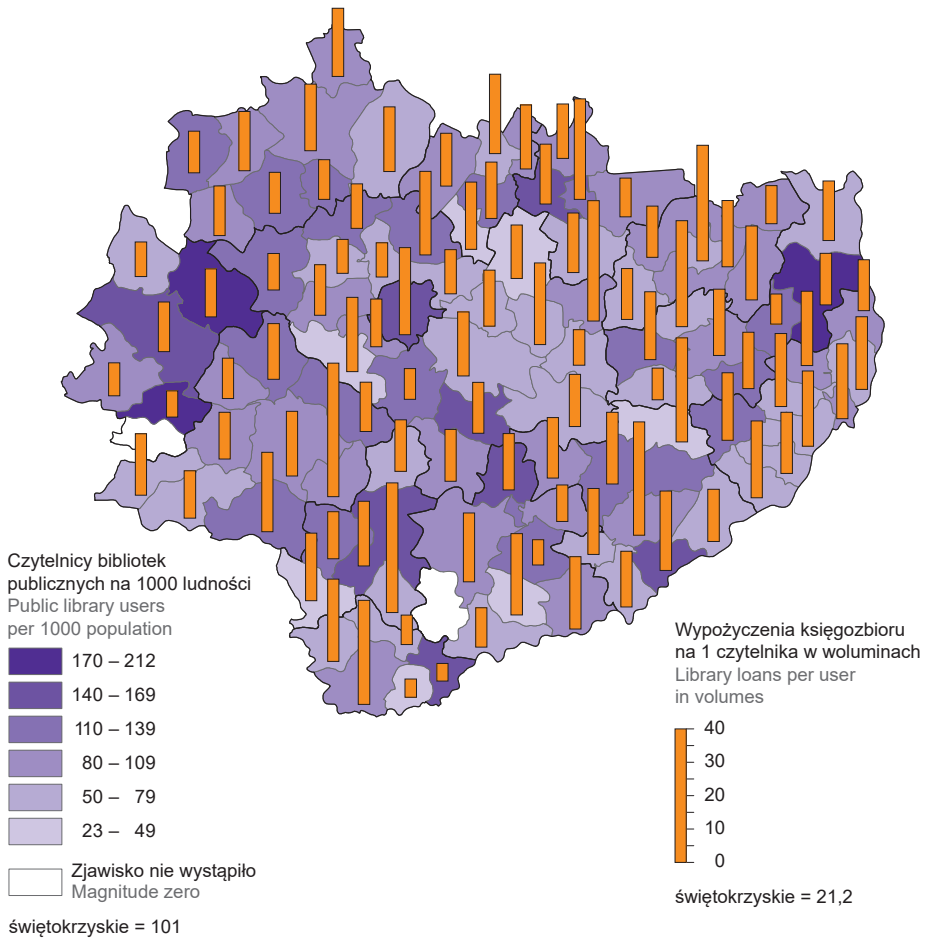 Czytelnicy bibliotek
publicznych na 1000 ludności
Public library users
per 1000 population
170 – 212
140 – 169
110 – 139
80 – 109
50 – 79
23 – 49
Zjawisko nie wystąpiło
Magnitude zero
świętokrzyskie = 101
Wypożyczenia księgozbioru
na 1 czytelnika w woluminach
Library loans per user
in volumes
40
30
20
10
0
świętokrzyskie = 21,2